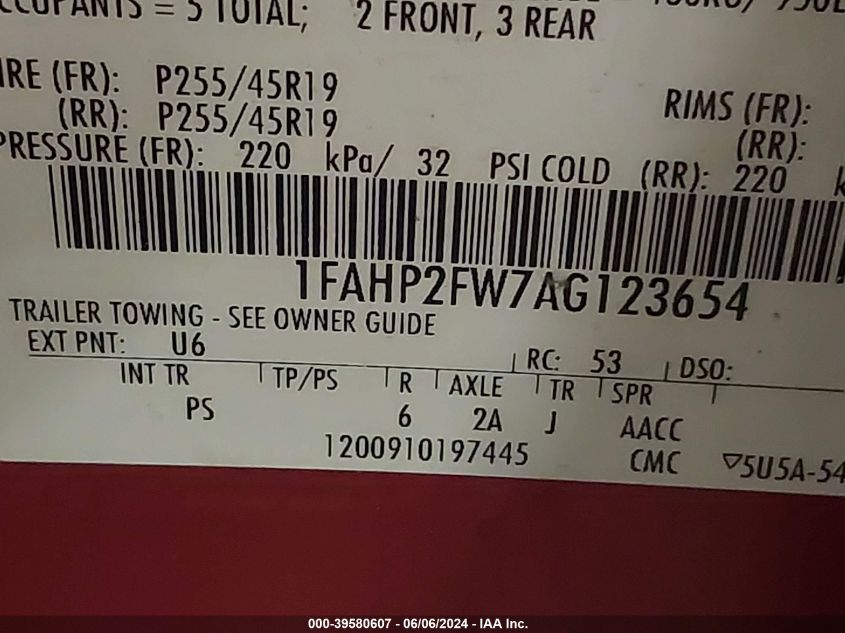 = 5 TOTAL; 2 FRONT, 3 REAR
(FR): P255/45R19 RIMS (FR):
(RR): P255/45R19 (RR):
PRESSURE (FR): 220 kPa/ 32 PSI COLD (RR): 220
1FAHP2FW7AG123654
TRAILER TOWING - SEE OWNER GUIDE
EXT PNT: U6 RC: 53 DSO:
INT TR TP/PS R AXLE TR SPR
PS 6 2A J AACC
1200910197445 CMC ▽5U5A-54
000-39580607 - 06/06/2024 - IAA Inc.